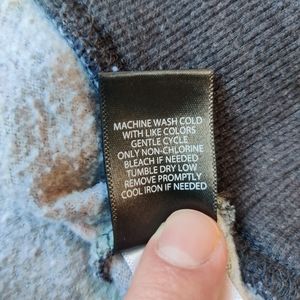 MACHINE WASH COLD
WITH LIKE COLORS
GENTLE CYCLE
ONLY NON-CHLORINE
BLEACH IF NEEDED
TUMBLE DRY LOW
REMOVE PROMPTLY
COOL IRON IF NEEDED